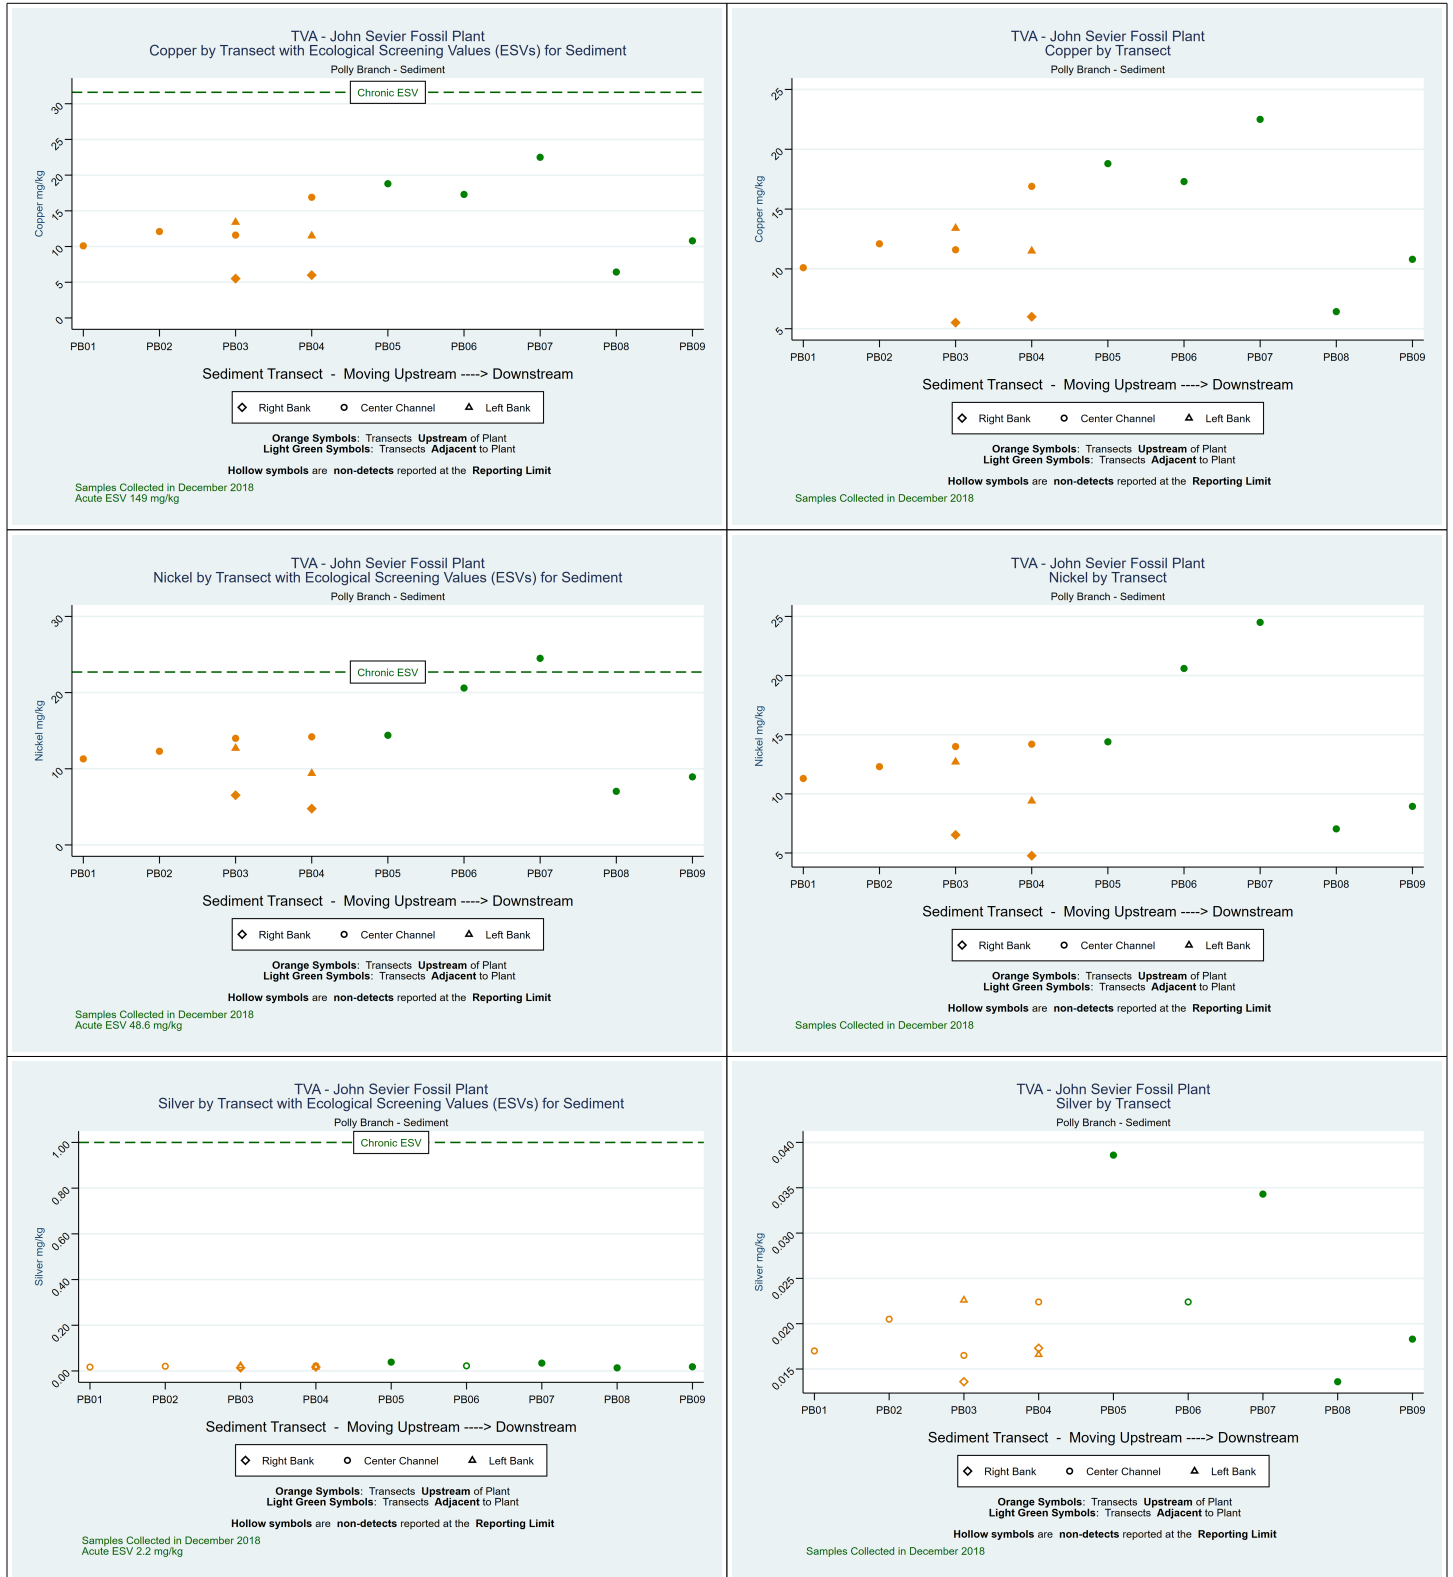 TVA - John Sevier Fossil Plant
Copper by Transect with Ecological Screening Values (ESVs) for Sediment
Polly Branch - Sediment
Chronic ESV
30
25
20
15
10
5
0
Copper mg/kg
PB01 PB02 PB03 PB04 PB05 PB06 PB07 PB08 PB09
Sediment Transect - Moving Upstream ----> Downstream
Right Bank Center Channel Left Bank
Orange Symbols: Transects Upstream of Plant
Light Green Symbols: Transects Adjacent to Plant
Hollow symbols are non-detects reported at the Reporting Limit
Samples Collected in December 2018
Acute ESV 149 mg/kg
TVA - John Sevier Fossil Plant
Copper by Transect
Polly Branch - Sediment
25
20
15
10
5
Copper mg/kg
PB01 PB02 PB03 PB04 PB05 PB06 PB07 PB08 PB09
Sediment Transect - Moving Upstream ----> Downstream
Right Bank Center Channel Left Bank
Orange Symbols: Transects Upstream of Plant
Light Green Symbols: Transects Adjacent to Plant
Hollow symbols are non-detects reported at the Reporting Limit
Samples Collected in December 2018
TVA - John Sevier Fossil Plant
Nickel by Transect with Ecological Screening Values (ESVs) for Sediment
Polly Branch - Sediment
30
Chronic ESV
20
10
0
Nickel mg/kg
PB01 PB02 PB03 PB04 PB05 PB06 PB07 PB08 PB09
Sediment Transect - Moving Upstream ----> Downstream
Right Bank Center Channel Left Bank
Orange Symbols: Transects Upstream of Plant
Light Green Symbols: Transects Adjacent to Plant
Hollow symbols are non-detects reported at the Reporting Limit
Samples Collected in December 2018
Acute ESV 48.6 mg/kg
TVA - John Sevier Fossil Plant
Nickel by Transect
Polly Branch - Sediment
25
20
15
10
5
Nickel mg/kg
PB01 PB02 PB03 PB04 PB05 PB06 PB07 PB08 PB09
Sediment Transect - Moving Upstream ----> Downstream
Right Bank Center Channel Left Bank
Orange Symbols: Transects Upstream of Plant
Light Green Symbols: Transects Adjacent to Plant
Hollow symbols are non-detects reported at the Reporting Limit
Samples Collected in December 2018
TVA - John Sevier Fossil Plant
Silver by Transect with Ecological Screening Values (ESVs) for Sediment
Polly Branch - Sediment
Chronic ESV
1.00
0.80
0.60
0.40
0.20
0.00
Silver mg/kg
PB01 PB02 PB03 PB04 PB05 PB06 PB07 PB08 PB09
Sediment Transect - Moving Upstream ----> Downstream
Right Bank Center Channel Left Bank
Orange Symbols: Transects Upstream of Plant
Light Green Symbols: Transects Adjacent to Plant
Hollow symbols are non-detects reported at the Reporting Limit
Samples Collected in December 2018
Acute ESV 2.2 mg/kg
TVA - John Sevier Fossil Plant
Silver by Transect
Polly Branch - Sediment
0.040
0.035
0.030
0.025
0.020
0.015
Silver mg/kg
PB01 PB02 PB03 PB04 PB05 PB06 PB07 PB08 PB09
Sediment Transect - Moving Upstream ----> Downstream
Right Bank Center Channel Left Bank
Orange Symbols: Transects Upstream of Plant
Light Green Symbols: Transects Adjacent to Plant
Hollow symbols are non-detects reported at the Reporting Limit
Samples Collected in December 2018